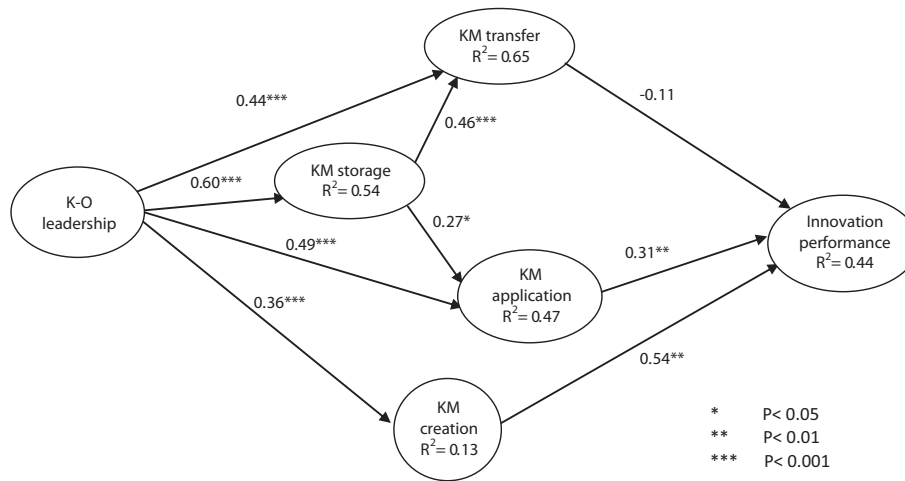 KM transfer
R²= 0.65
0.44***
-0.11
0.46***
KM storage
R²= 0.54
0.60***
K-O
leadership
0.27*
Innovation
performance
R²= 0.44
0.49***
0.31**
KM
application
R²= 0.47
0.36***
0.54**
KM
creation
R²= 0.13
* P< 0.05
** P< 0.01
*** P< 0.001